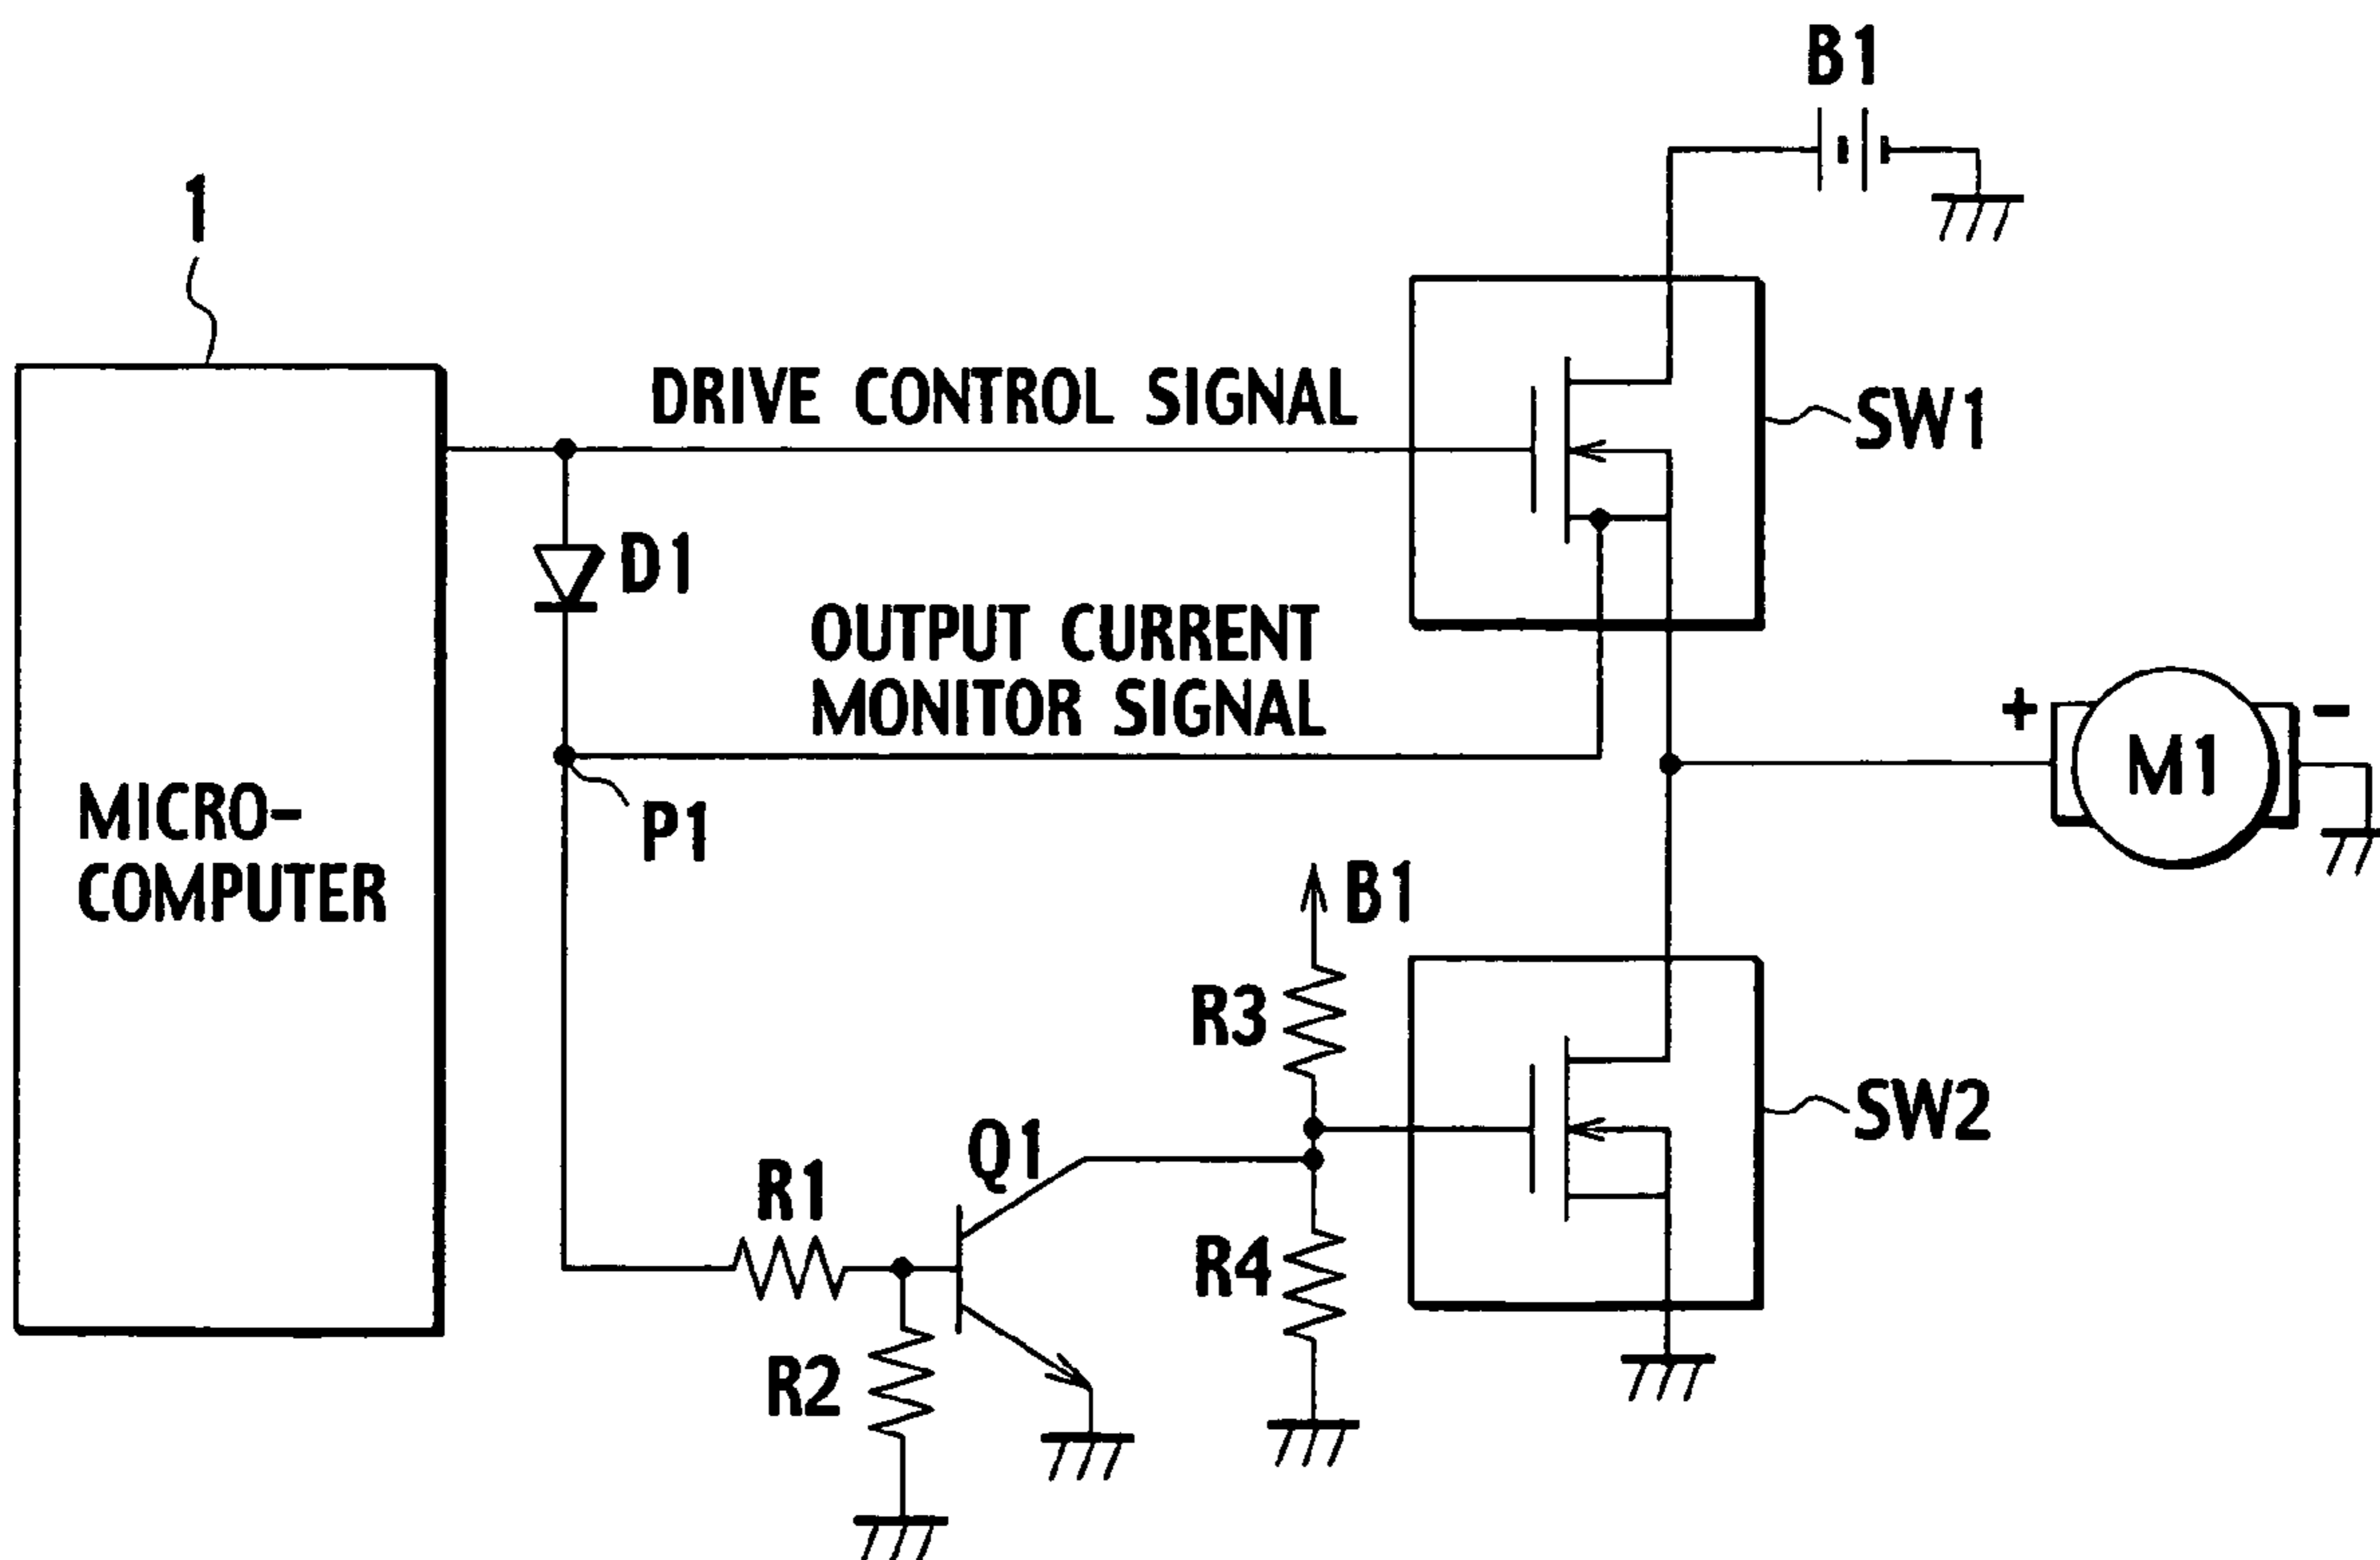 B1
1
DRIVE CONTROL SIGNAL
SW1
D1
OUTPUT CURRENT
MONITOR SIGNAL
+
-
M1
MICRO-
COMPUTER
P1
B1
R3
SW2
Q1
R1
R4
R2